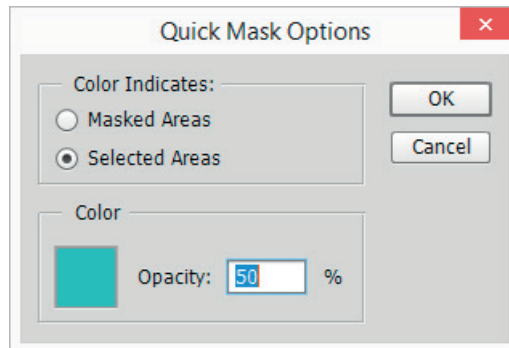 Quick Mask Options
Color Indicates:
Masked Areas
Selected Areas
OK
Cancel
Color
Opacity: 50 %